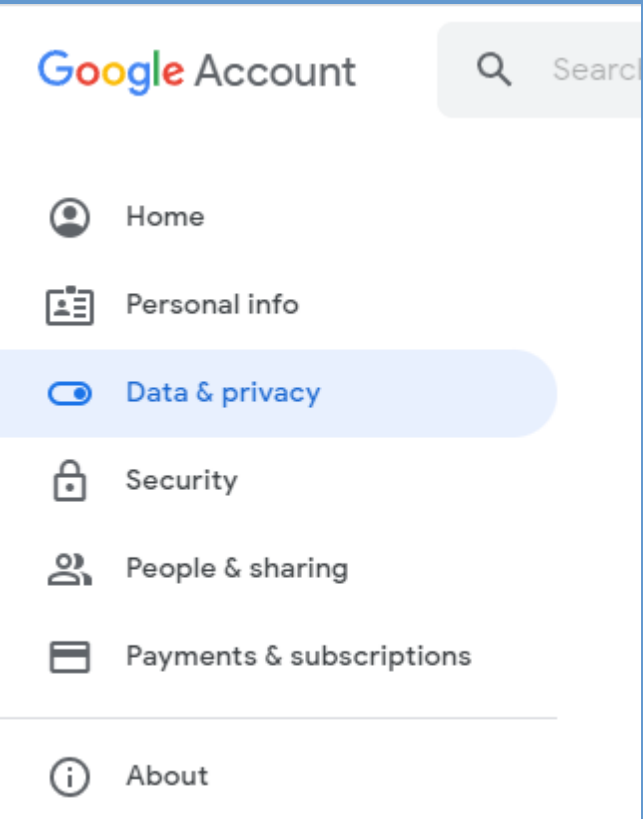 Google Account
Search
Home
Personal info
Data & privacy
Security
People & sharing
Payments & subscriptions
About